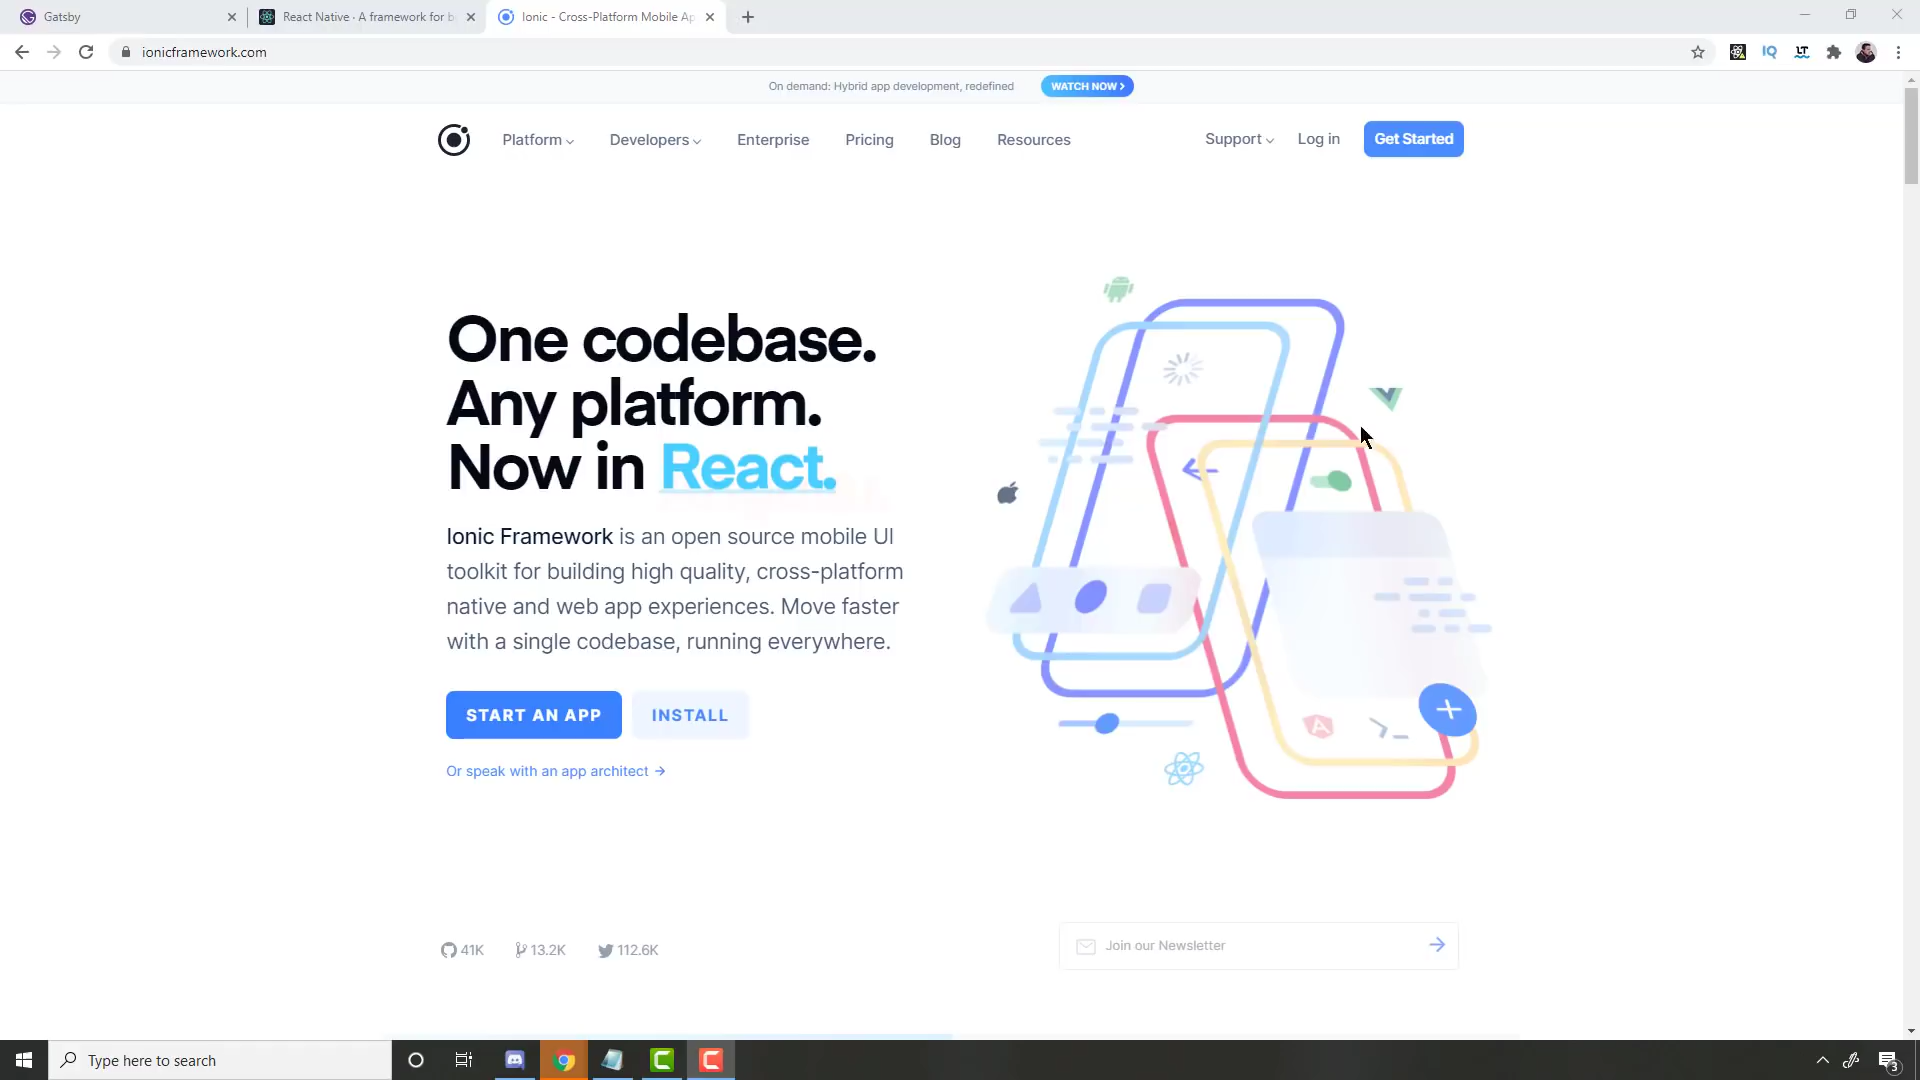 Gatsby
React Native · A framework for b
Ionic - Cross-Platform Mobile Ap
ionicframework.com
IQ
LT
On demand: Hybrid app development, redefined
WATCH NOW
Platform
Developers
Enterprise
Pricing
Blog
Resources
Support
Log in
Get Started
One codebase.
Any platform.
Now in React.
Ionic Framework is an open source mobile UI
toolkit for building high quality, cross-platform
native and web app experiences. Move faster
with a single codebase, running everywhere.
START AN APP
INSTALL
Or speak with an app architect →
41K
13.2K
112.6K
Join our Newsletter
Type here to search
3